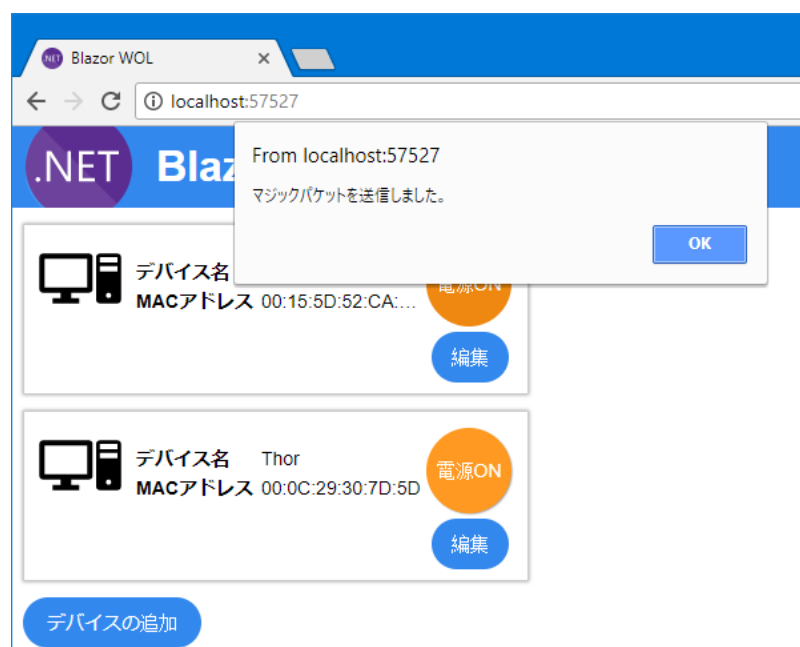 NET Blazor WOL
localhost:57527
.NET Blaz
From localhost:57527
マジックパケットを送信しました。
OK
デバイス名
電源ON
MACアドレス 00:15:5D:52:CA:...
編集
デバイス名 Thor
電源ON
MACアドレス 00:0C:29:30:7D:5D
編集
デバイスの追加